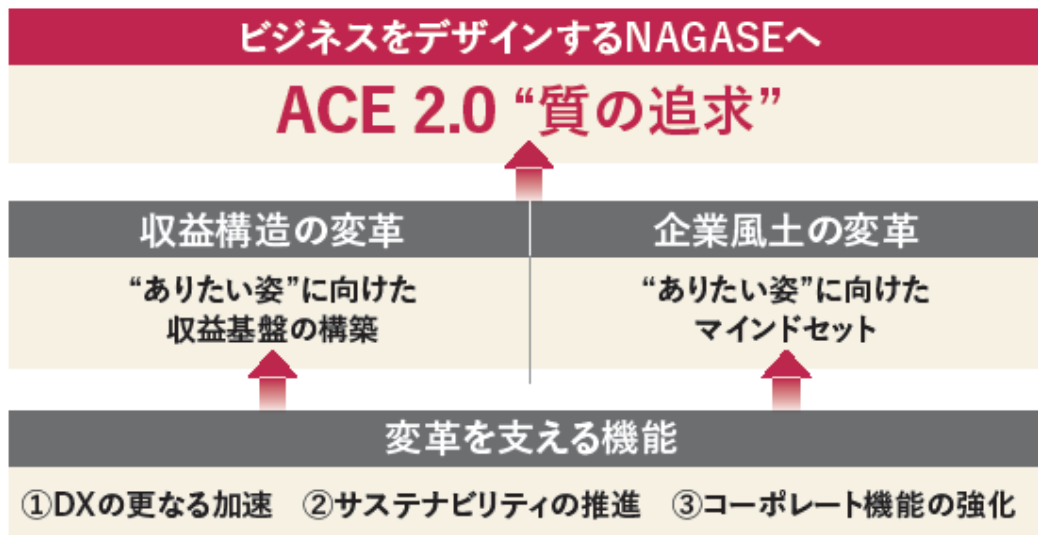 ビジネスをデザインするNAGASEへ
ACE 2.0 “質の追求”
収益構造の変革
“ありたい姿”に向けた
収益基盤の構築
企業風土の変革
“ありたい姿”に向けた
マインドセット
変革を支える機能
①DXの更なる加速 ②サステナビリティの推進 ③コーポレート機能の強化